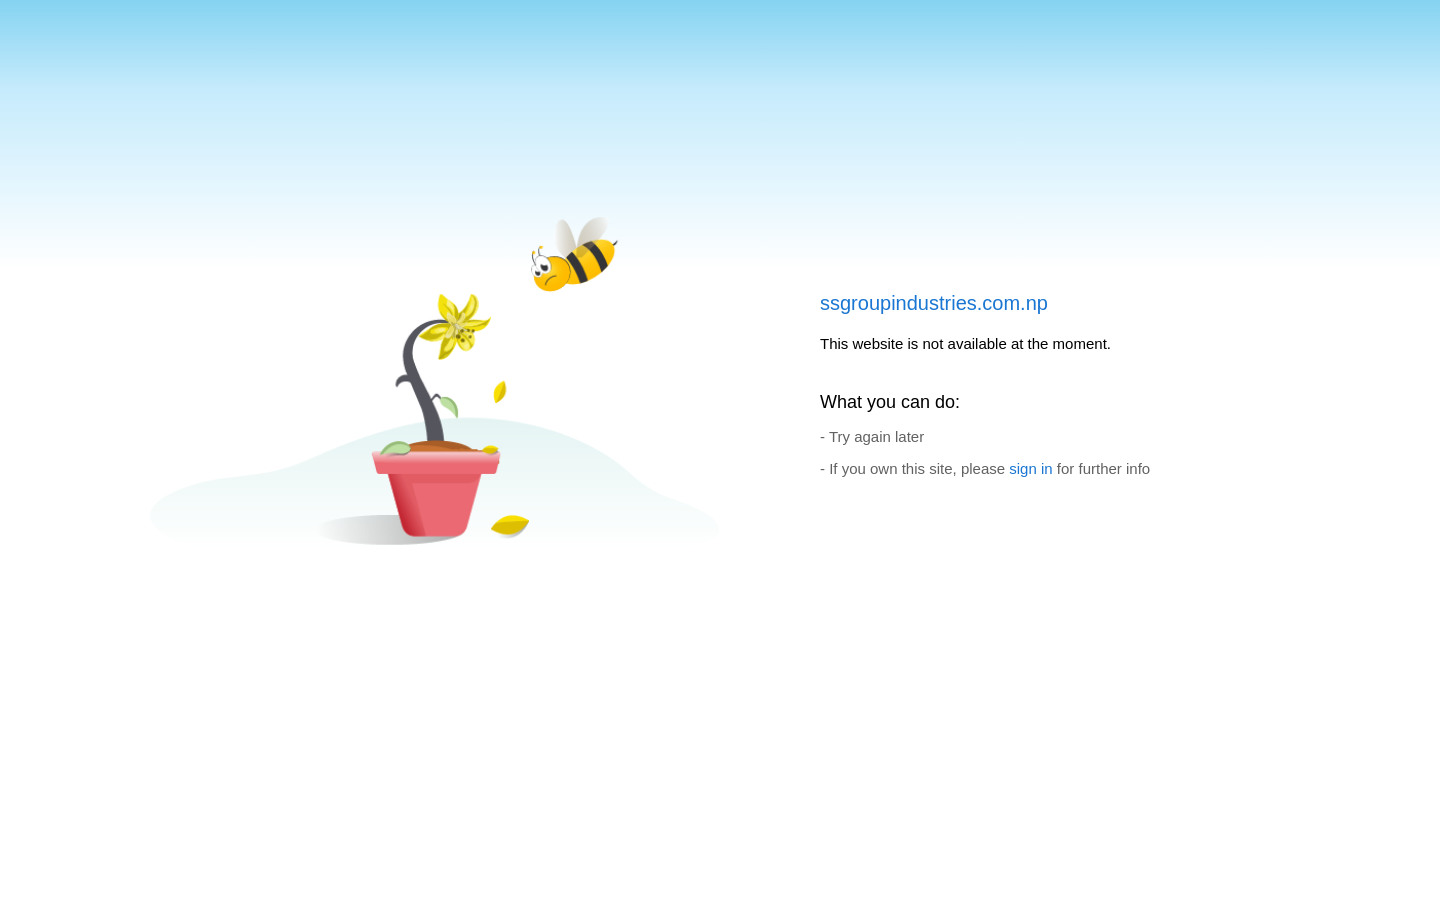 ssgroupindustries.com.np
This website is not available at the moment.
What you can do:
- Try again later
- If you own this site, please sign in for further info